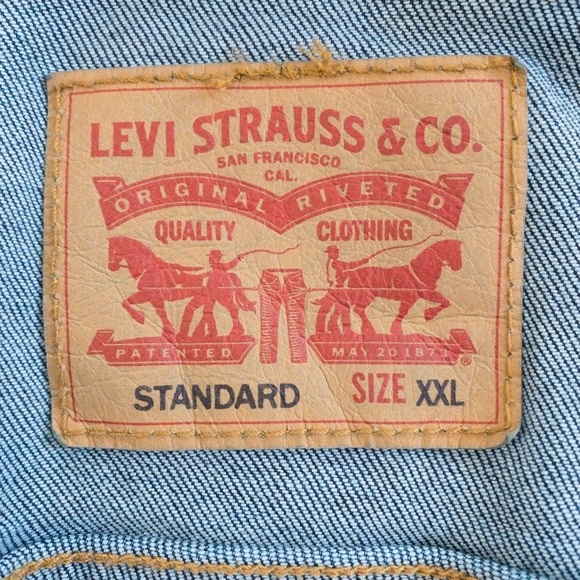 LEVI STRAUSS & CO.
SAN FRANCISCO
CAL.
ORIGINAL RIVETED
QUALITY CLOTHING
PATENTED MAY 20 1873 ®
STANDARD SIZE XXL